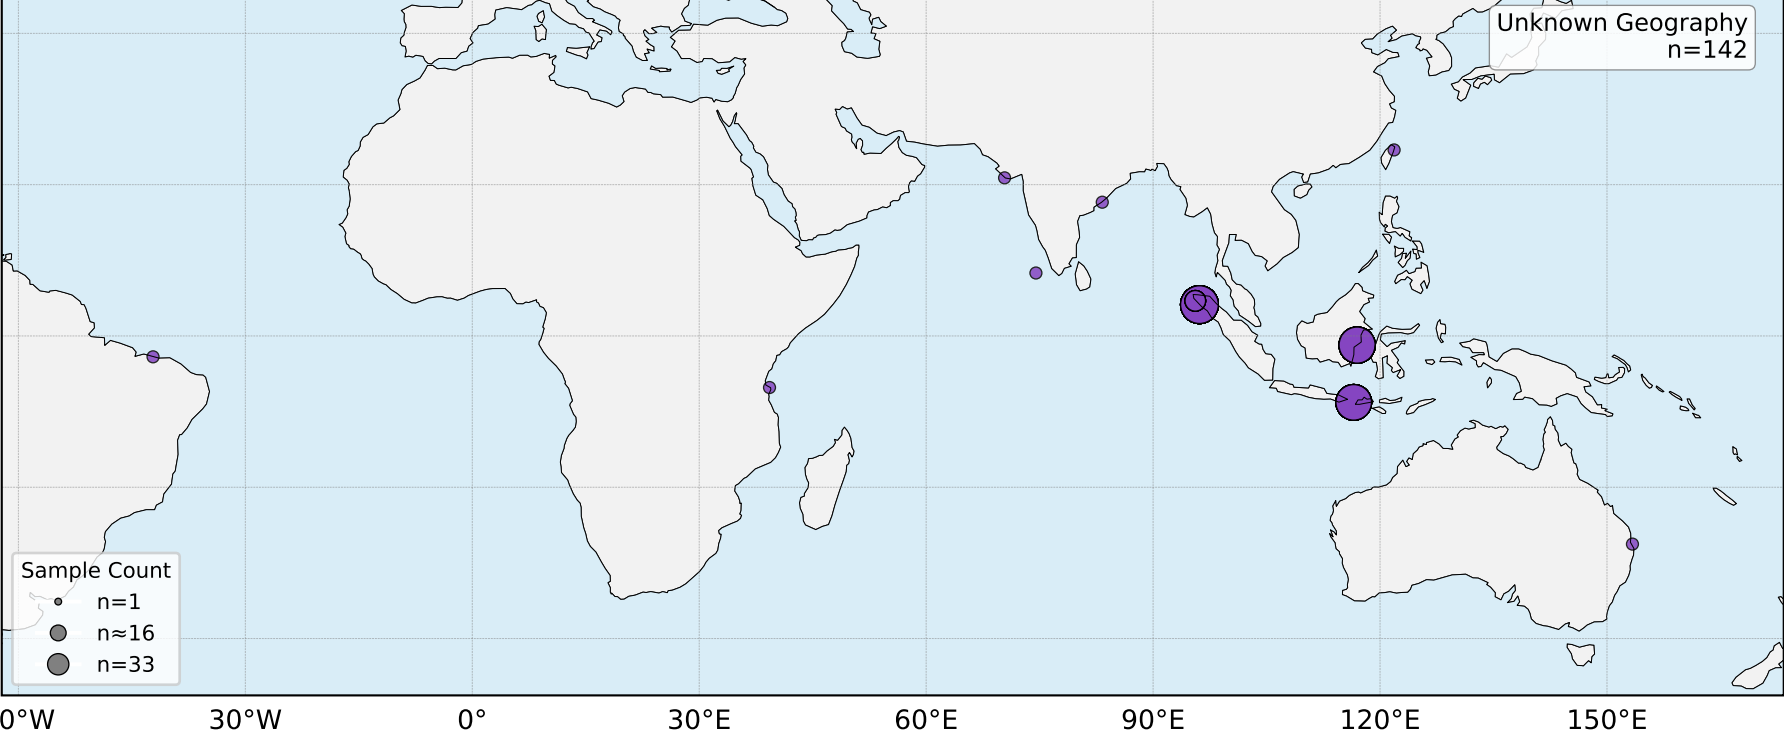 Unknown Geography
n=142
Sample Count
n=1
n≈16
n=33
0°W
30°W
0°
30°E
60°E
90°E
120°E
150°E